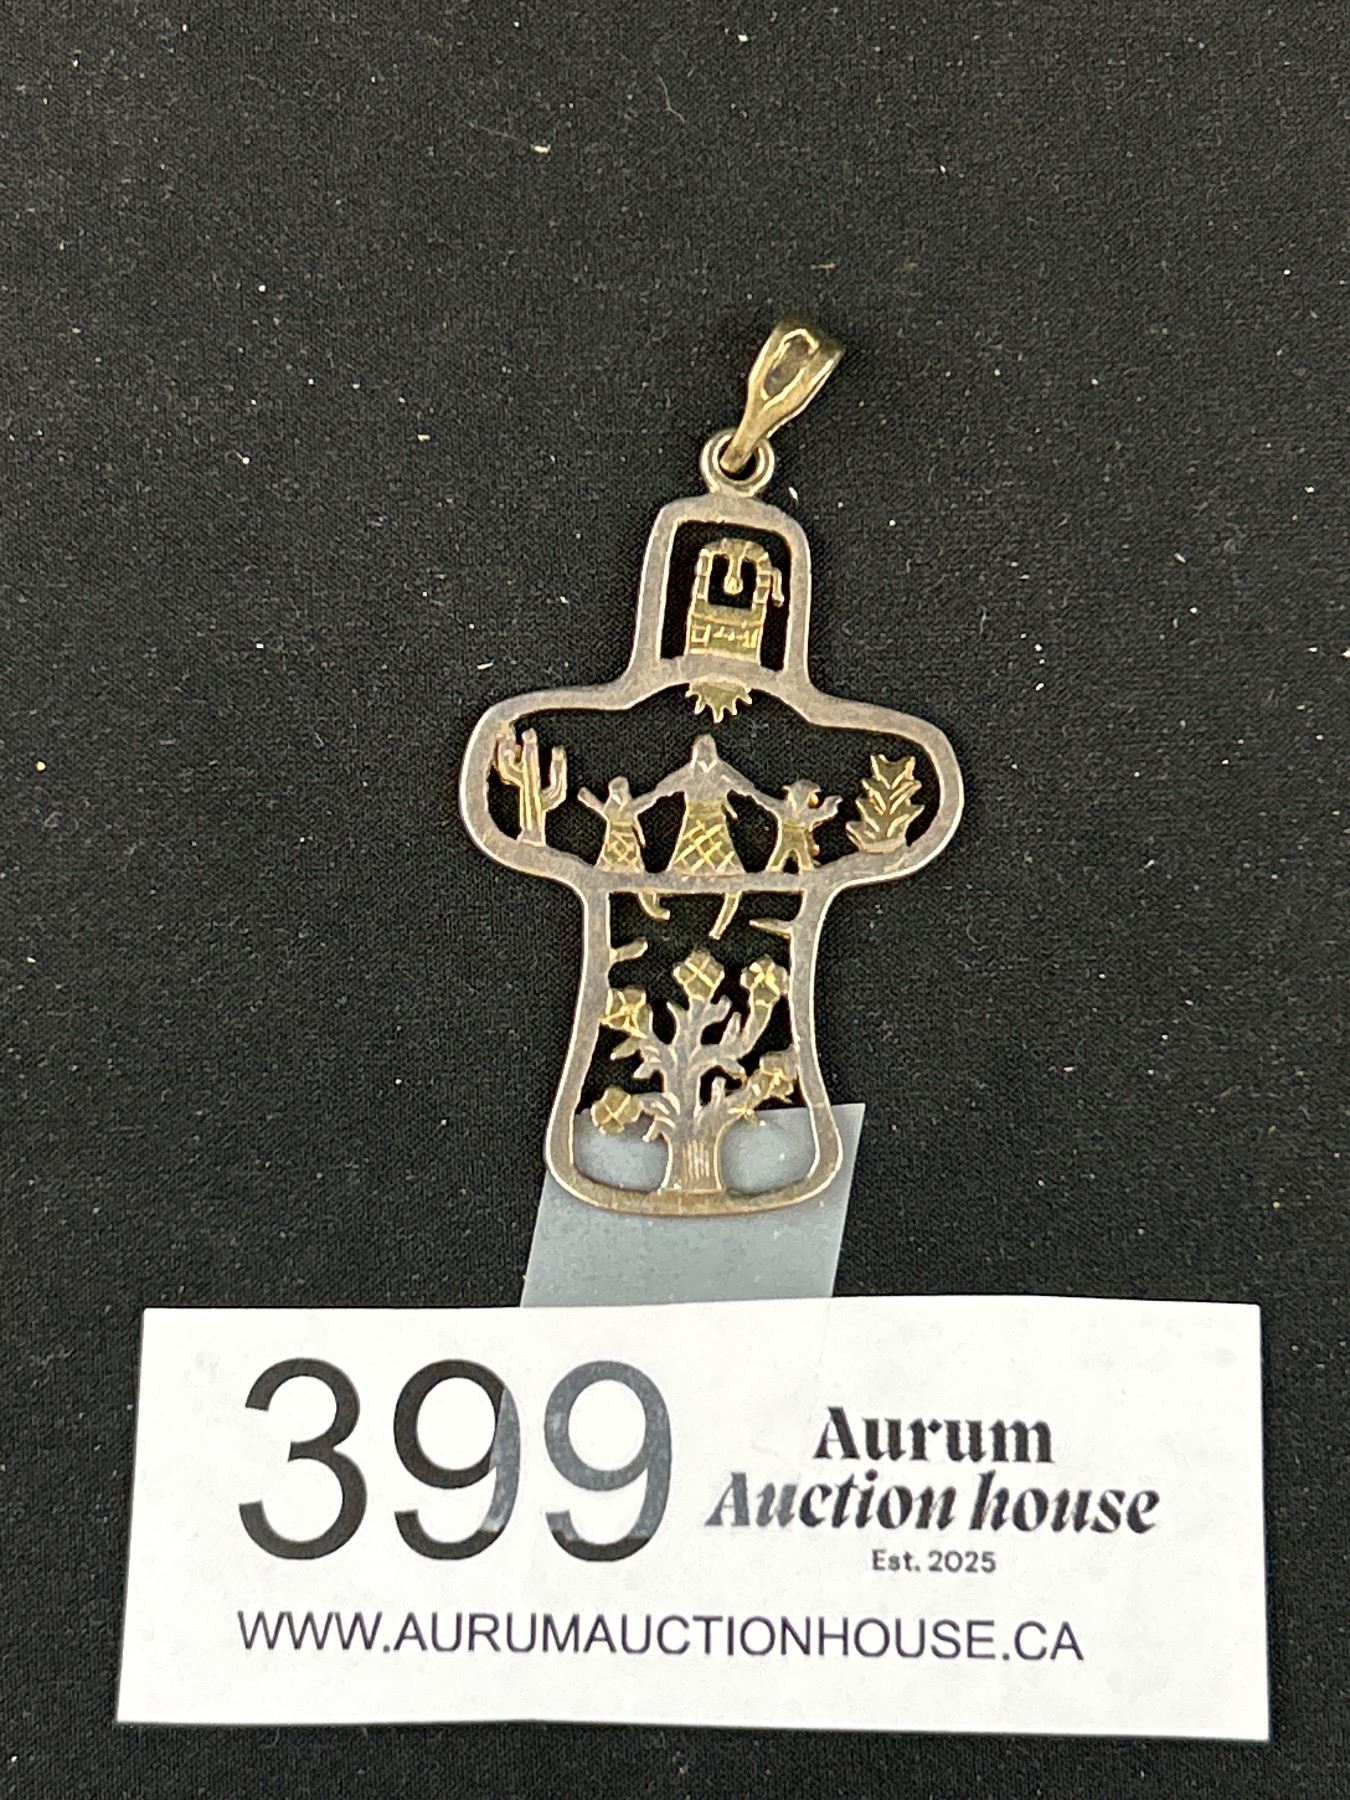 399
Aurum
Auction house
Est. 2025
WWW.AURUMAUCTIONHOUSE.CA